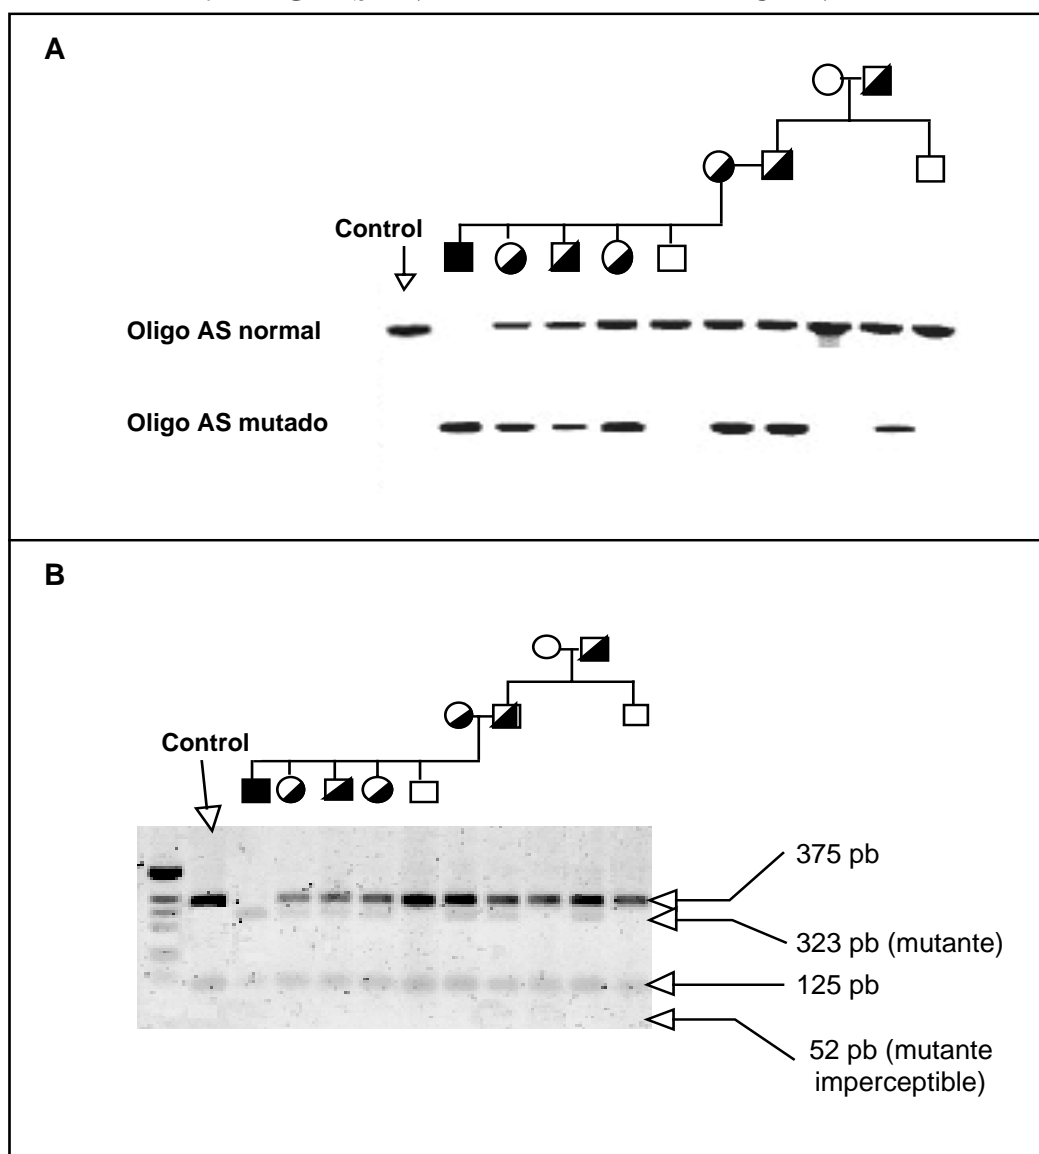 A
Control
Oligo AS normal
Oligo AS mutado
B
Control
375 pb
323 pb (mutante)
125 pb
52 pb (mutante
imperceptible)